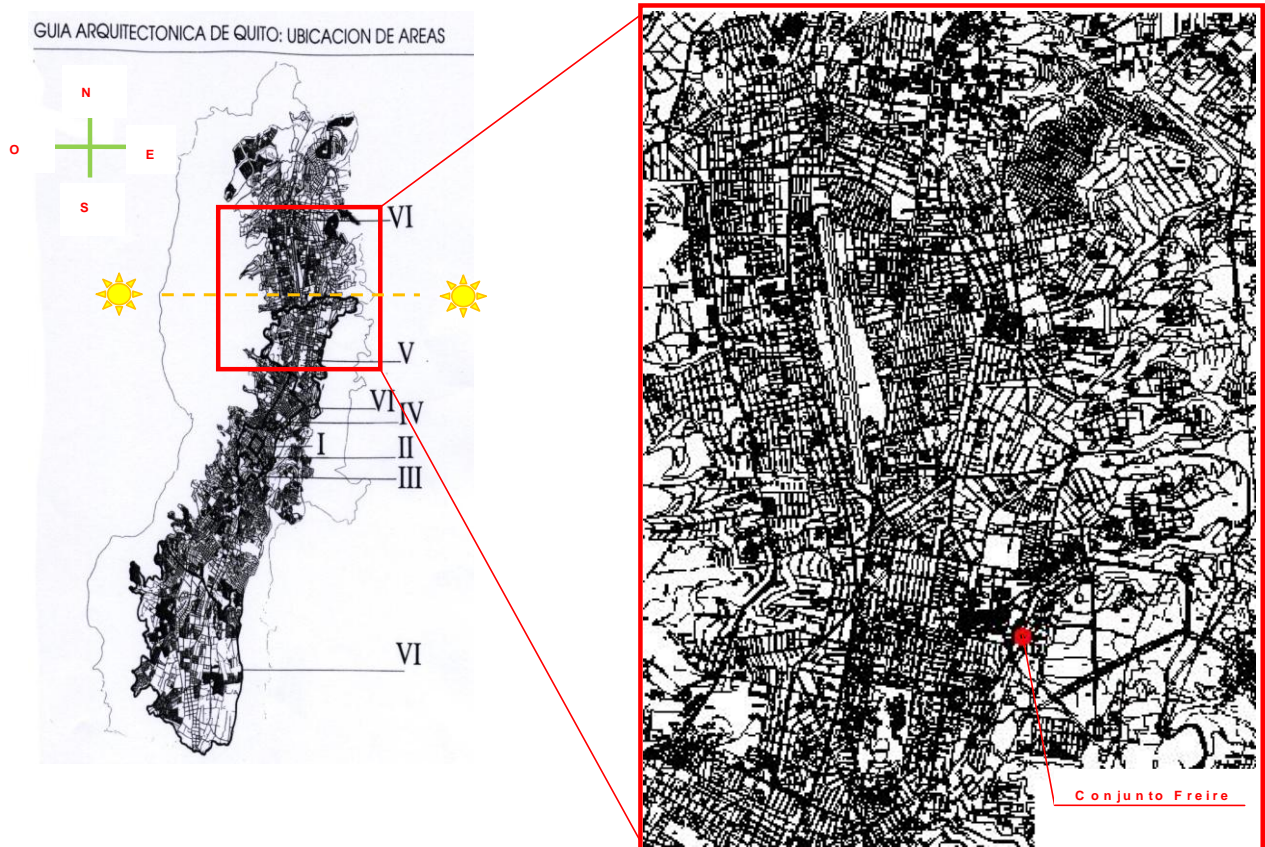 GUIA ARQUITECTONICA DE QUITO: UBICACION DE AREAS
N
O
E
S
VI
V
VI
IV
I
II
III
VI
Conjunto Freire